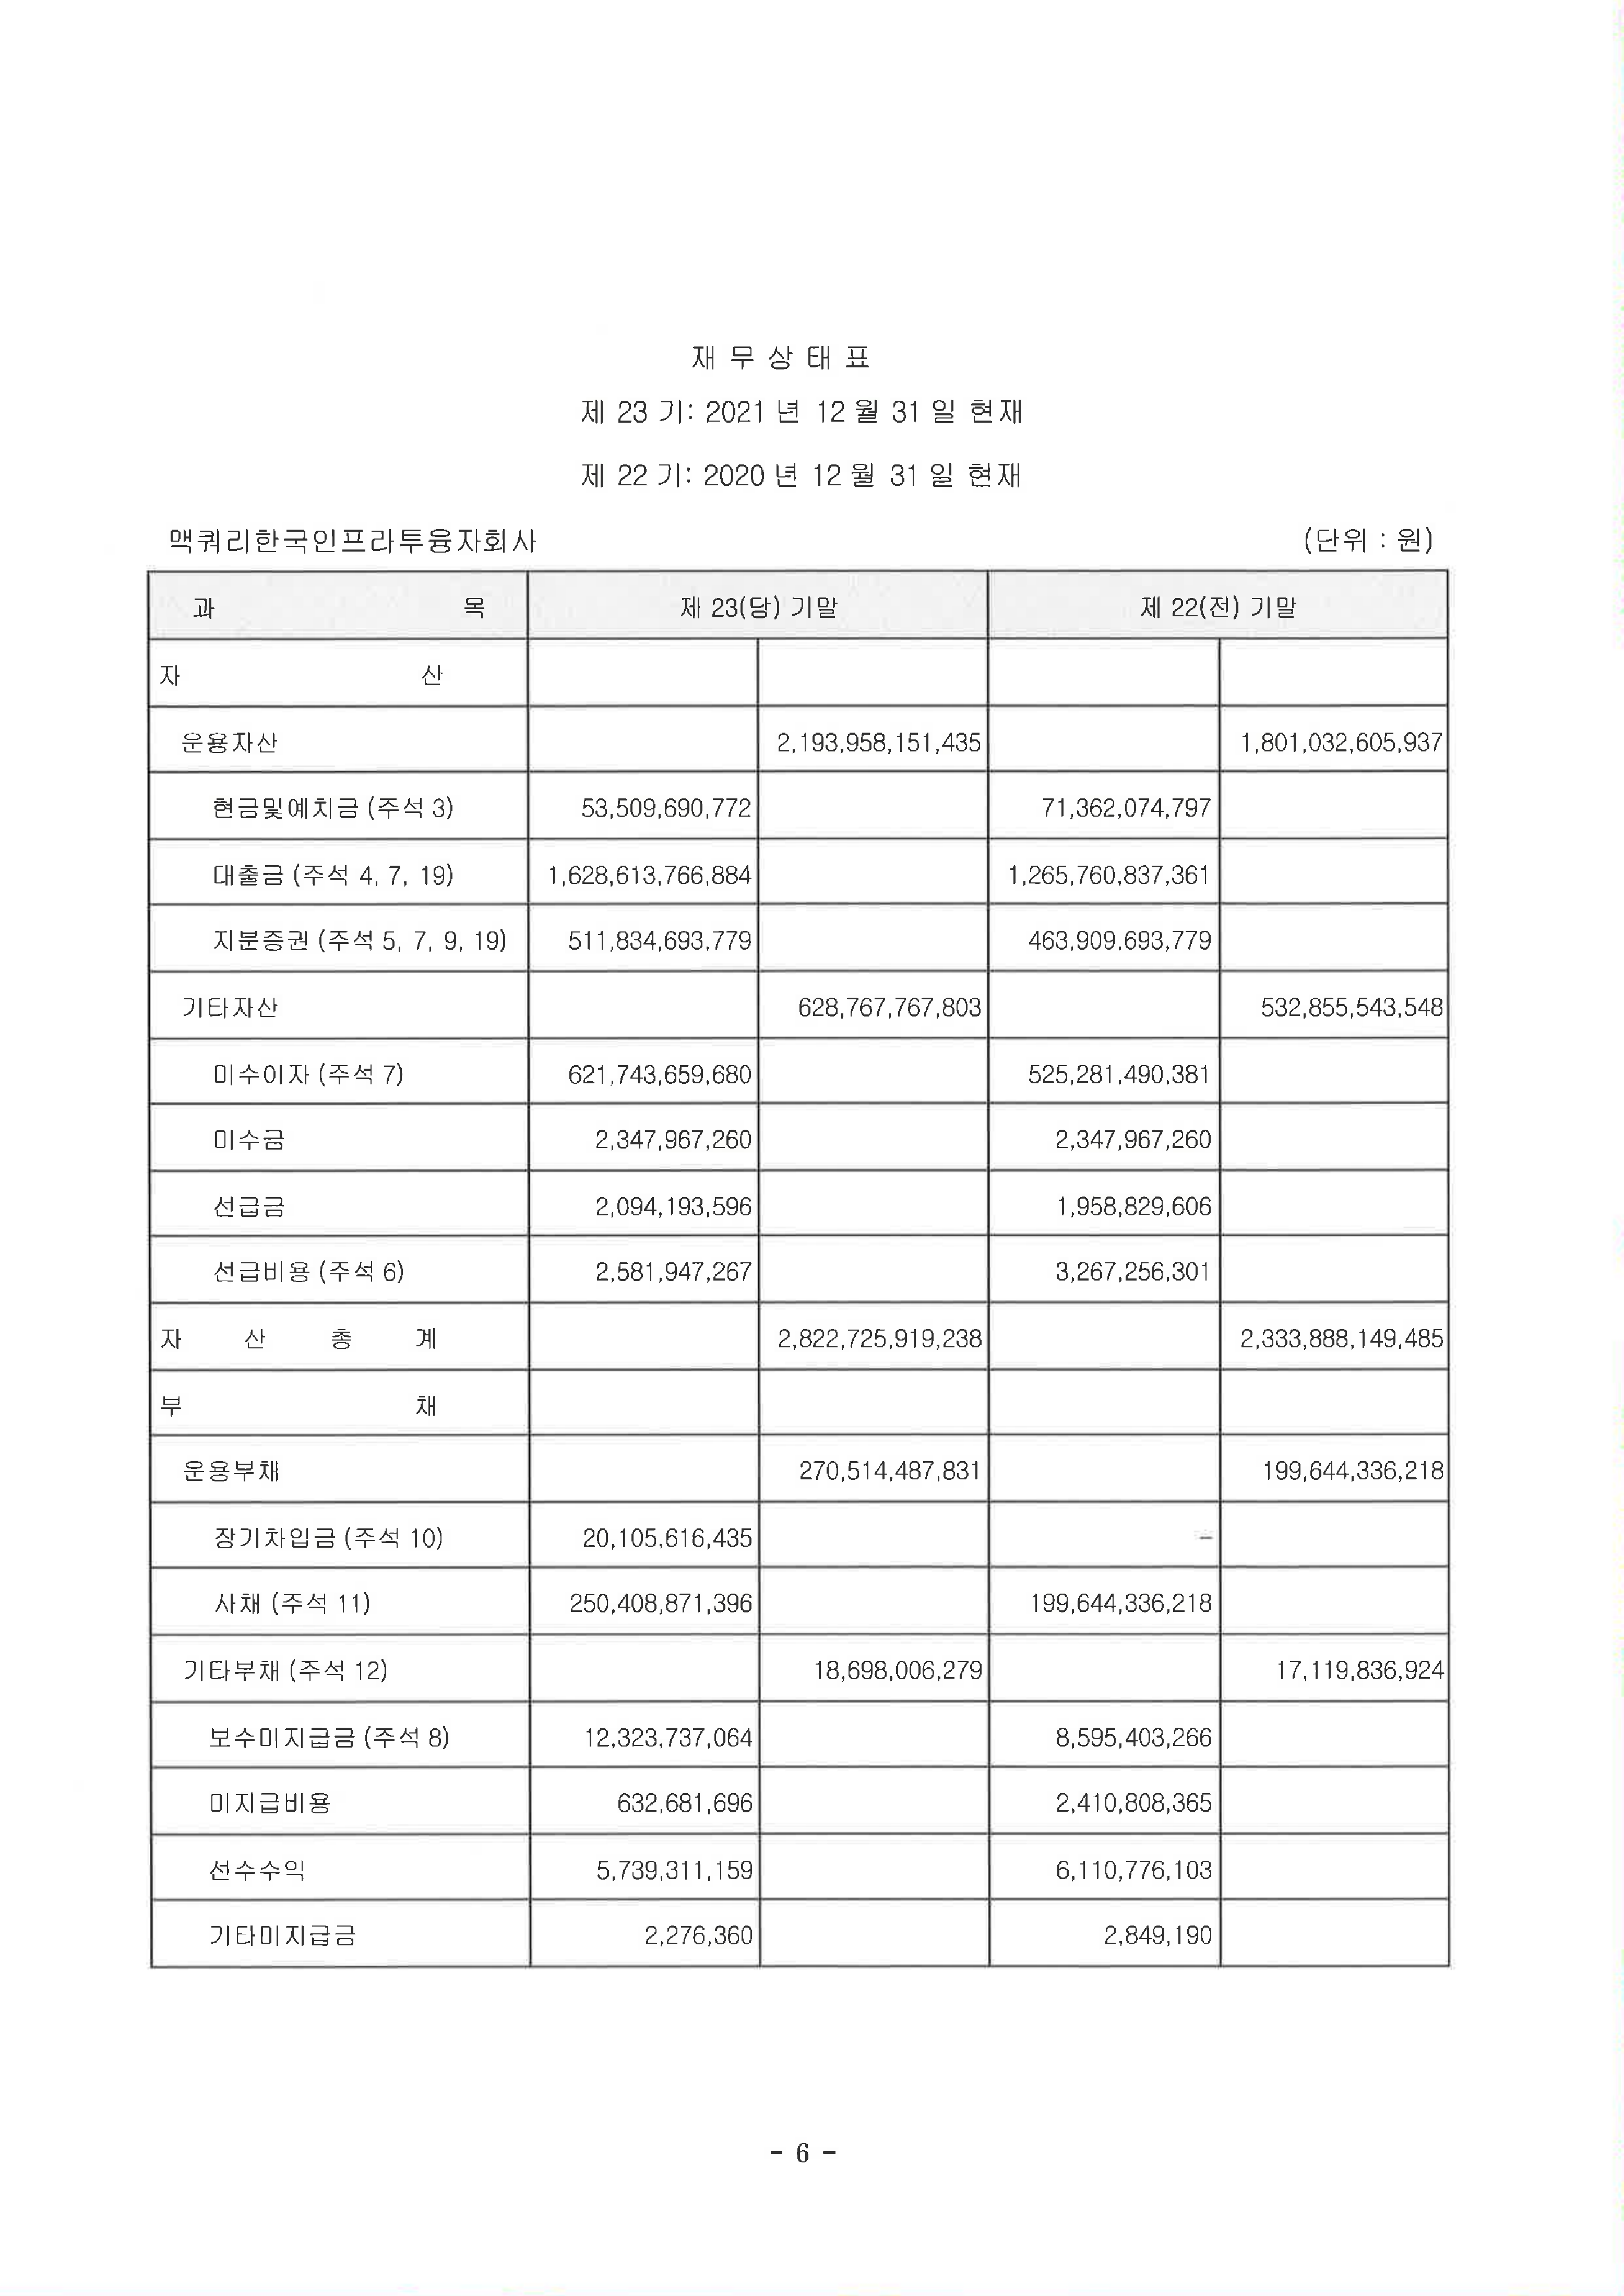 재 무 상 태 표
제 23 기: 2021 년 12 월 31 일 현재
제 22 기: 2020 년 12 월 31 일 현재
맥쿼리한국인프라투융자회사 (단위 : 원)
과 목 제 23(당) 기말 제 22(전) 기말
자 산
운용자산 2,193,958,151,435 1,801,032,605,937
현금및예치금 (주석 3) 53,509,690,772 71,362,074,797
대출금 (주석 4, 7, 19) 1,628,613,766,884 1,265,760,837,361
지분증권 (주석 5, 7, 9, 19) 511,834,693,779 463,909,693,779
기타자산 628,767,767,803 532,855,543,548
미수이자 (주석 7) 621,743,659,680 525,281,490,381
미수금 2,347,967,260 2,347,967,260
선급금 2,094,193,596 1,958,829,606
선급비용 (주석 6) 2,581,947,267 3,267,256,301
자 산 총 계 2,822,725,919,238 2,333,888,149,485
부 채
운용부채 270,514,487,831 199,644,336,218
장기차입금 (주석 10) 20,105,616,435 -
사채 (주석 11) 250,408,871,396 199,644,336,218
기타부채 (주석 12) 18,698,006,279 17,119,836,924
보수미지급금 (주석 8) 12,323,737,064 8,595,403,266
미지급비용 632,681,696 2,410,808,365
선수수익 5,739,311,159 6,110,776,103
기타미지급금 2,276,360 2,849,190
- 6 -